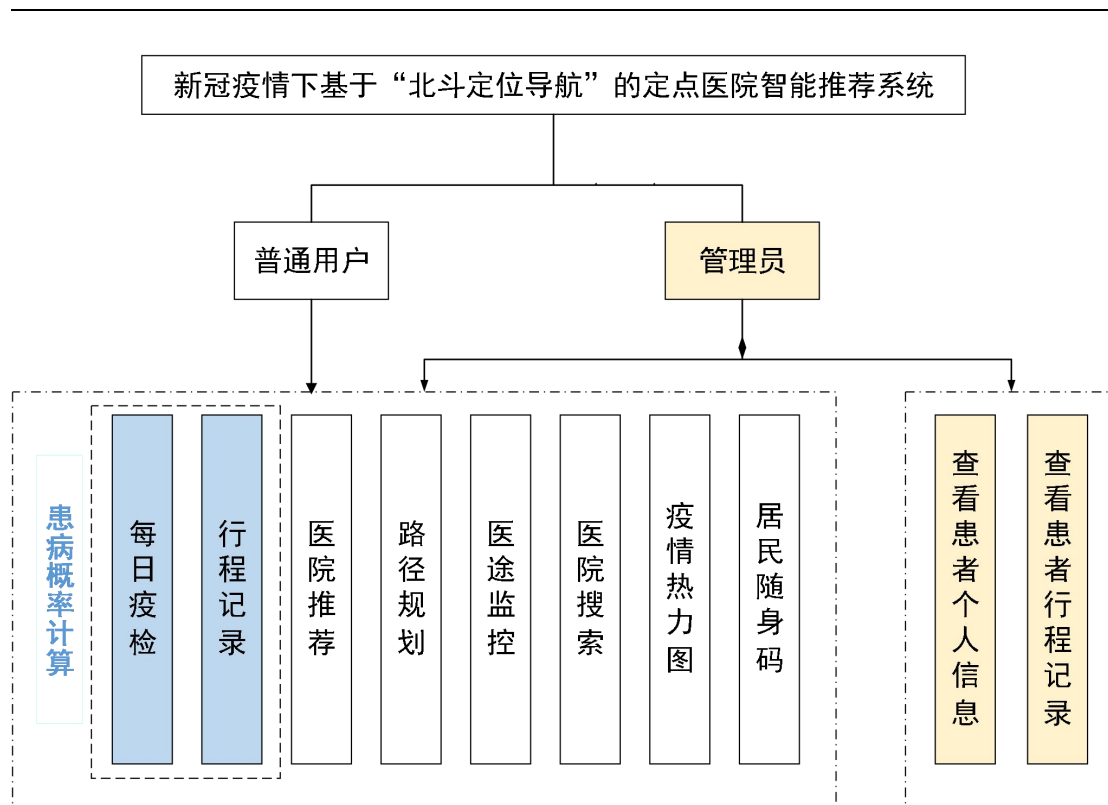 新冠疫情下基于“北斗定位导航”的定点医院智能推荐系统
普通用户
管理员
患病概率计算
每日疫检
行程记录
医院推荐
路径规划
医途监控
医院搜索
疫情热力图
居民随身码
查看患者个人信息
查看患者行程记录